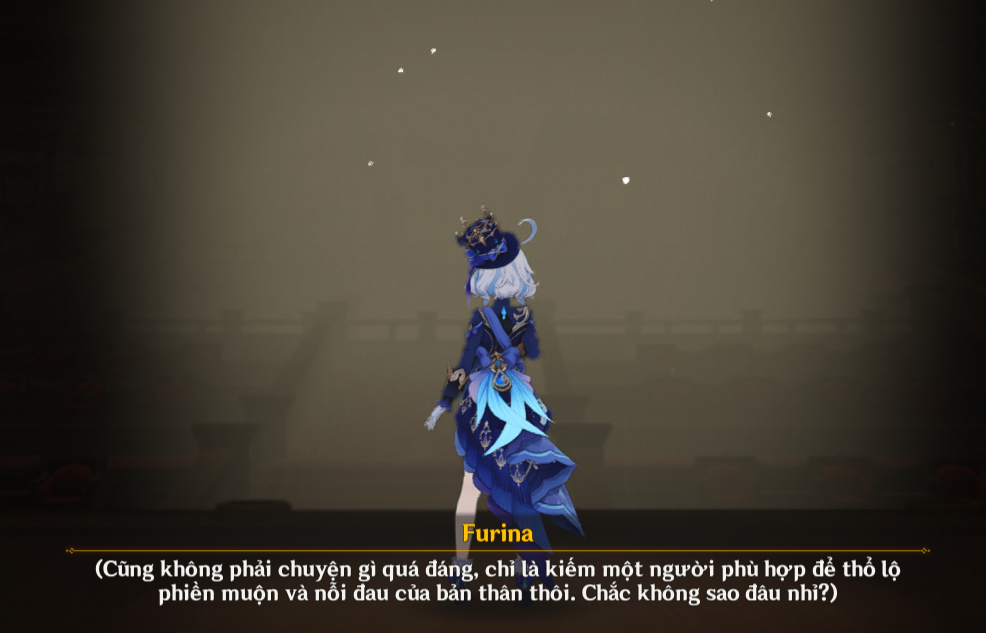 Furina
(Cũng không phải chuyện gì quá đáng, chỉ là kiếm một người phù hợp để thổ lộ
phiền muộn và nỗi đau của bản thân thôi. Chắc không sao đâu nhỉ?)